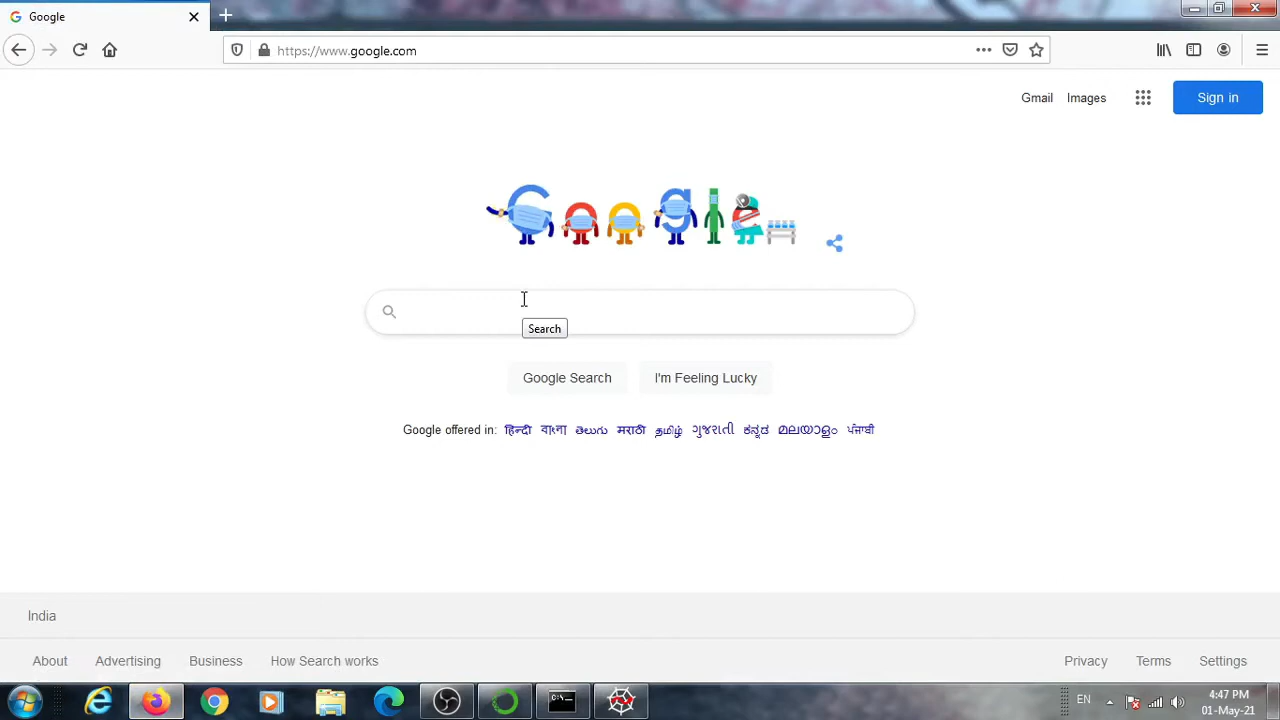 Google
https://www.google.com
Gmail Images Sign in
Google
Search
Google Search I'm Feeling Lucky
Google offered in: हिन्दी বাংলা తెలుగు मराठी தமிழ் ગુજરાતી ಕನ್ನಡ മലയാളം ਪੰਜਾਬੀ
India
About Advertising Business How Search works Privacy Terms Settings
C:\.
EN
4:47 PM
01-May-21